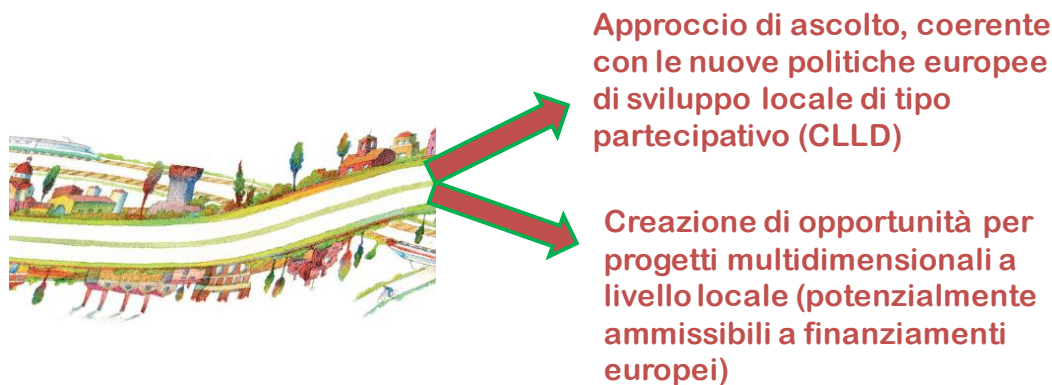 Approccio di ascolto, coerente
con le nuove politiche europee
di sviluppo locale di tipo
partecipativo (CLLD)
Creazione di opportunità per
progetti multidimensionali a
livello locale (potenzialmente
ammissibili a finanziamenti
europei)